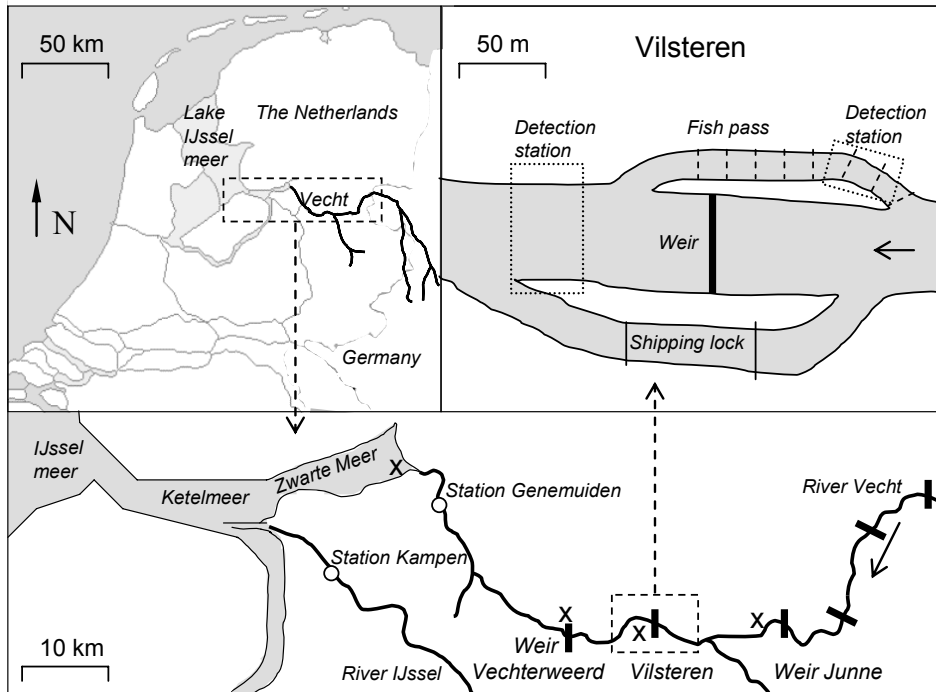 50 km
The Netherlands
Lake
IJssel
meer
Vecht
N
Germany
50 m
Vilsteren
Detection
station
Fish pass
Detection
station
Weir
Shipping lock
IJssel
meer
Ketelmeer
Zwarte Meer
x
Station Genemuiden
River Vecht
Station Kampen
x
x
x
10 km
River IJssel
Weir
Vechterweerd
Vilsteren
Weir Junne